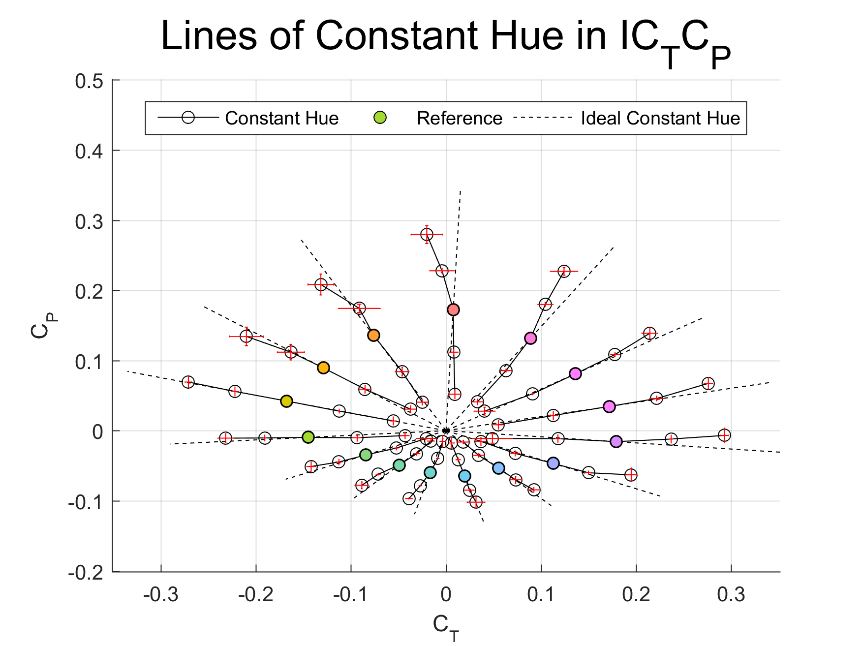 Lines of Constant Hue in ICTCP
0.5
Constant Hue Reference Ideal Constant Hue
0.4
0.3
0.2
CP
0.1
0
-0.1
-0.2
-0.3 -0.2 -0.1 0 0.1 0.2 0.3
CT